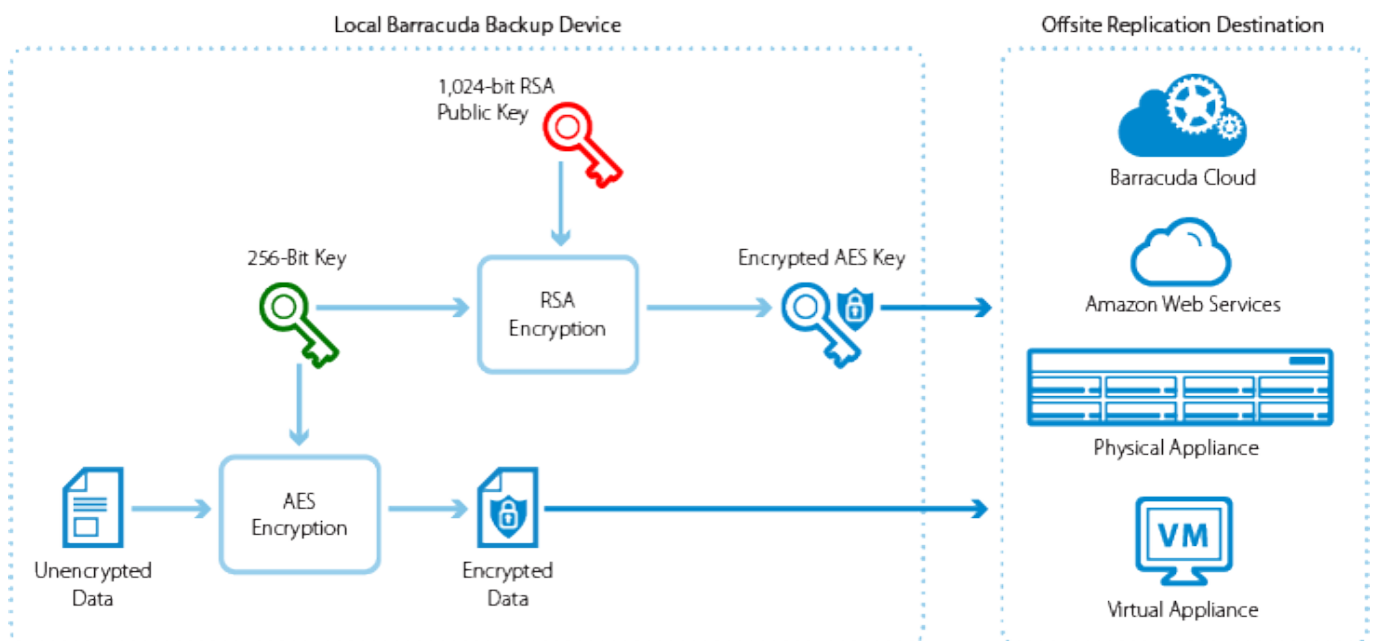 Local Barracuda Backup Device
Offsite Replication Destination
1,024-bit RSA
Public Key
Barracuda Cloud
256-Bit Key
RSA
Encryption
Encrypted AES Key
Amazon Web Services
Physical Appliance
AES
Encryption
Unencrypted
Data
Encrypted
Data
VM
Virtual Appliance